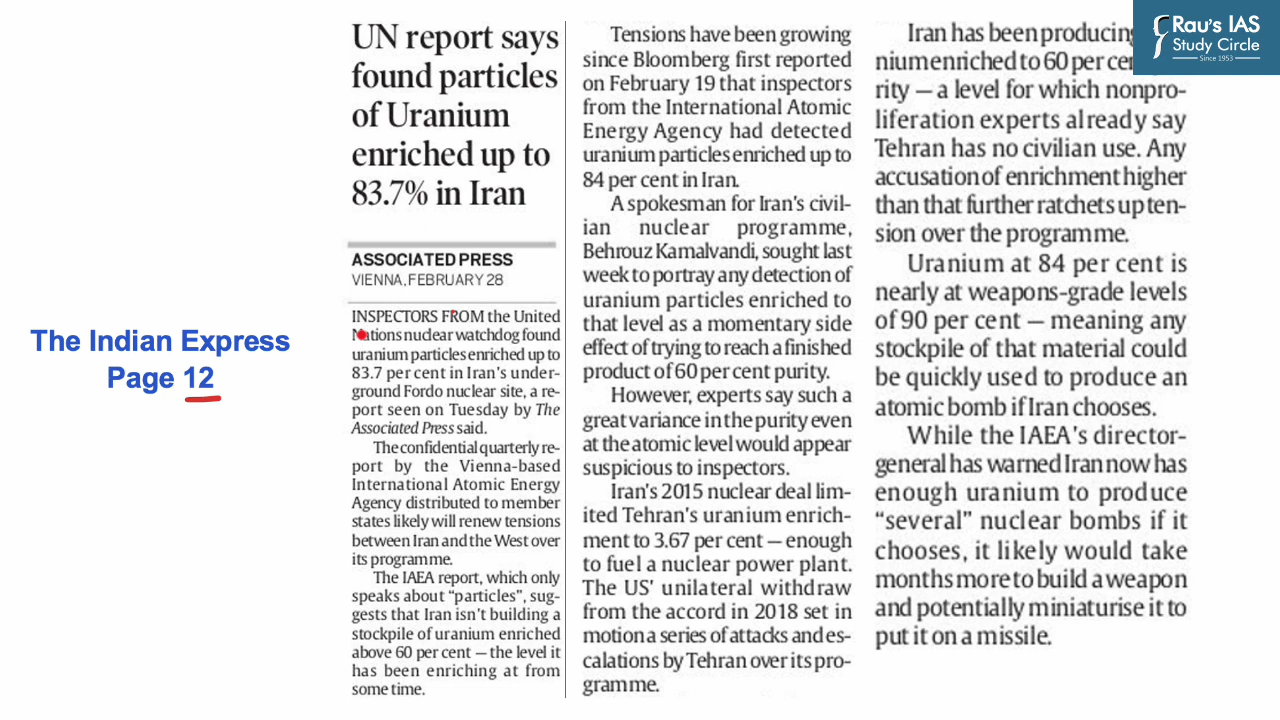 The Indian Express
Page 12
UN report says
found particles
of Uranium
enriched up to
83.7% in Iran
ASSOCIATED PRESS
VIENNA, FEBRUARY 28
INSPECTORS FROM the United
Nations nuclear watchdog found
uranium particles enriched up to
83.7 per cent in Iran's under-
ground Fordo nuclear site, a re-
port seen on Tuesday by The
Associated Press said.
The confidential quarterly re-
port by the Vienna-based
International Atomic Energy
Agency distributed to member
states likely will renew tensions
between Iran and the West over
its programme.
The IAEA report, which only
speaks about “particles”, sug-
gests that Iran isn't building a
stockpile of uranium enriched
above 60 per cent — the level it
has been enriching at from
some time.
Tensions have been growing
since Bloomberg first reported
on February 19 that inspectors
from the International Atomic
Energy Agency had detected
uranium particles enriched up to
84 per cent in Iran.
A spokesman for Iran's civil-
ian nuclear programme,
Behrouz Kamalvandi, sought last
week to portray any detection of
uranium particles enriched to
that level as a momentary side
effect of trying to reach a finished
product of 60 per cent purity.
However, experts say such a
great variance in the purity even
at the atomic level would appear
suspicious to inspectors.
Iran's 2015 nuclear deal lim-
ited Tehran's uranium enrich-
ment to 3.67 per cent — enough
to fuel a nuclear power plant.
The US' unilateral withdraw
from the accord in 2018 set in
motion a series of attacks and es-
calations by Tehran over its pro-
gramme.
Iran has been producing
nium enriched to 60 per cen
rity — a level for which nonpro-
liferation experts already say
Tehran has no civilian use. Any
accusation of enrichment higher
than that further ratchets up ten-
sion over the programme.
Uranium at 84 per cent is
nearly at weapons-grade levels
of 90 per cent — meaning any
stockpile of that material could
be quickly used to produce an
atomic bomb if Iran chooses.
While the IAEA's director-
general has warned Iran now has
enough uranium to produce
“several” nuclear bombs if it
chooses, it likely would take
months more to build a weapon
and potentially miniaturise it to
put it on a missile.
Rau's IAS
Study Circle
Since 1953